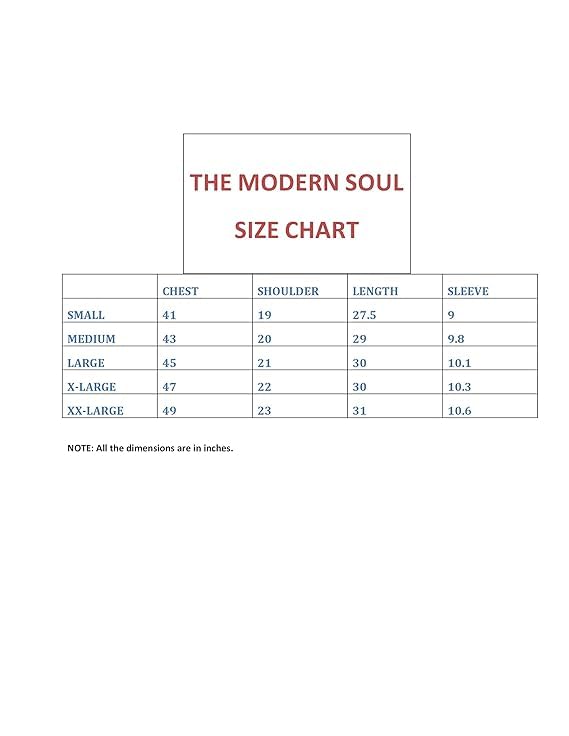 THE MODERN SOUL
SIZE CHART
CHEST SHOULDER LENGTH SLEEVE
SMALL 41 19 27.5 9
MEDIUM 43 20 29 9.8
LARGE 45 21 30 10.1
X-LARGE 47 22 30 10.3
XX-LARGE 49 23 31 10.6
NOTE: All the dimensions are in inches.